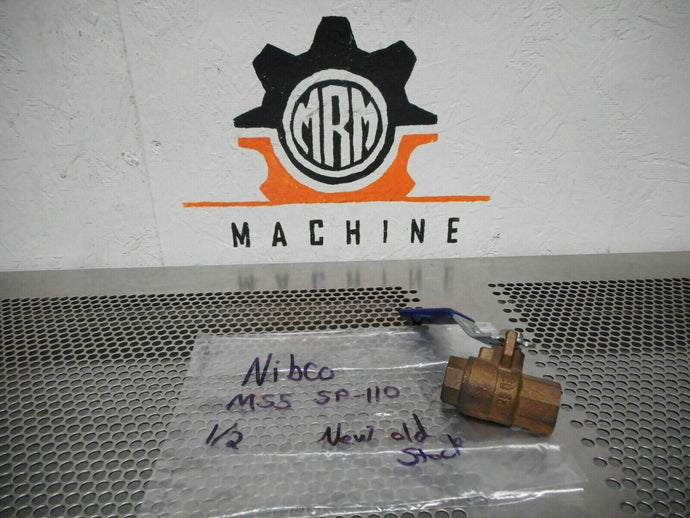 MRM
MACHINE
Nibco
MSS SP-110
1/2 New old
Stock